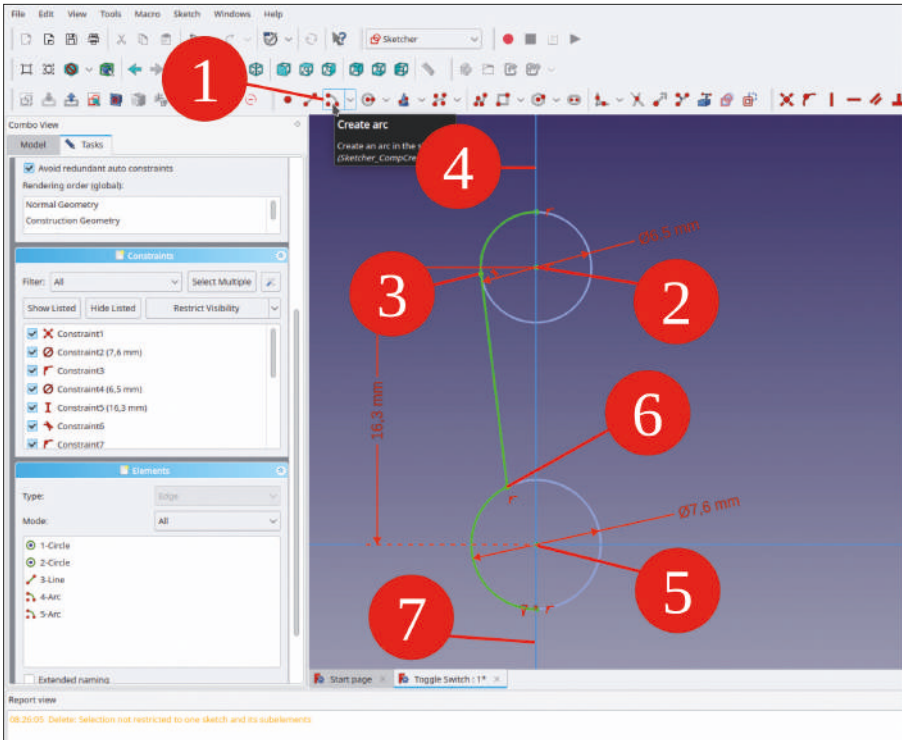 File Edit View Tools Macro Sketch Windows Help
Sketcher
1
Combo View
Model Tasks
Create arc
Create an arc in the s
(Sketcher_CompCre
4
Avoid redundant auto constraints
Rendering order (global):
Normal Geometry
Construction Geometry
Ø6,5 mm
Constraints
Filter: All Select Multiple
3
2
Show Listed Hide Listed Restrict Visibility
Constraint1
Constraint2 (7,6 mm)
Constraint3
Constraint4 (6,5 mm)
Constraint5 (16,3 mm)
Constraint6
Constraint7
16,3 mm
6
Elements
Type: Edge
Mode: All
Ø7,6 mm
1-Circle
2-Circle
3-Line
4-Arc
5-Arc
5
7
Extended naming
Start page Toggle Switch : 1*
Report view
08:26:05 Delete: Selection not restricted to one sketch and its subelements